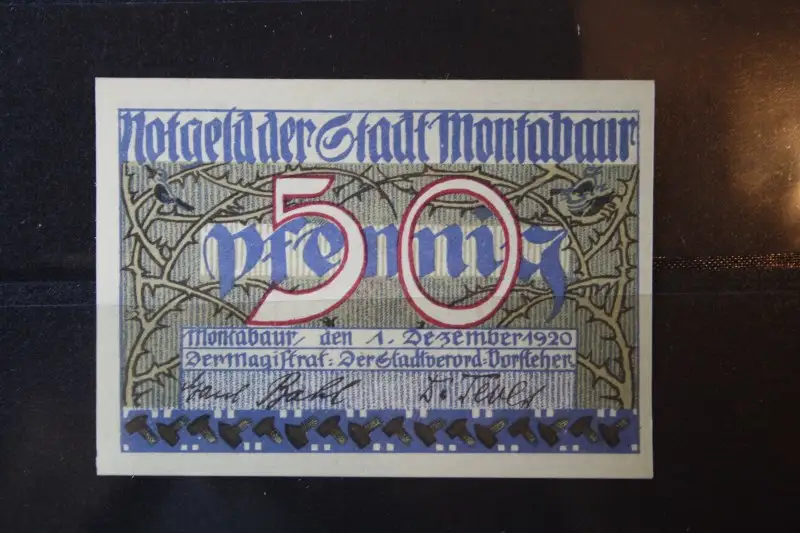 Notgeld der Stadt Montabaur
50
Pfennig
Montabaur, den 1. Dezember 1920
Der Magistrat: Der Stadtverord.-Vorsteher